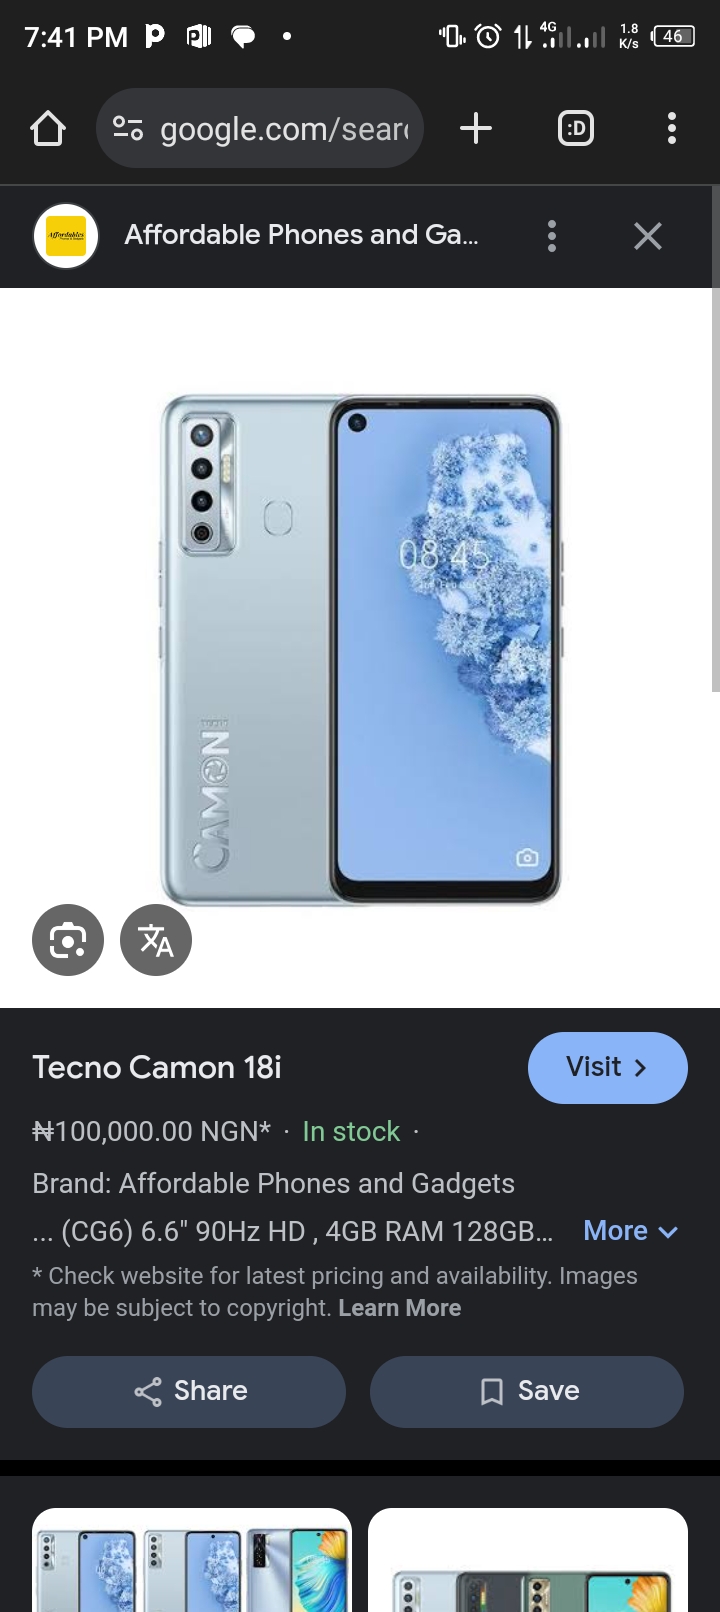 7:41 PM
4G
1.8 K/s
46
google.com/sear
:D
Affordables
Affordable Phones and Ga...
08:45
CAMON
Tecno Camon 18i
Visit
₦100,000.00 NGN* · In stock ·
Brand: Affordable Phones and Gadgets
... (CG6) 6.6" 90Hz HD , 4GB RAM 128GB... More
* Check website for latest pricing and availability. Images
may be subject to copyright. Learn More
Share
Save